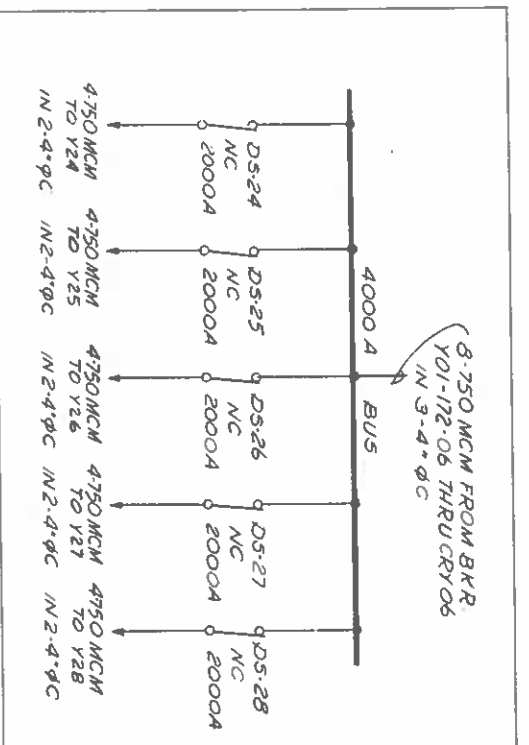 8-750 MCM FROM BKR.
Y01-172-06 THRU CRY06
IN 3-4"φC
4000 A BUS
DS-24
NC
2000A
4-750 MCM
TO Y24
IN 2-4"φC
DS-25
NC
2000A
4-750 MCM
TO Y25
IN 2-4"φC
DS-26
NC
2000A
4-750 MCM
TO Y26
IN 2-4"φC
DS-27
NC
2000A
4-750 MCM
TO Y27
IN 2-4"φC
DS-28
NC
2000A
4750 MCM
TO Y28
IN 2-4"φC